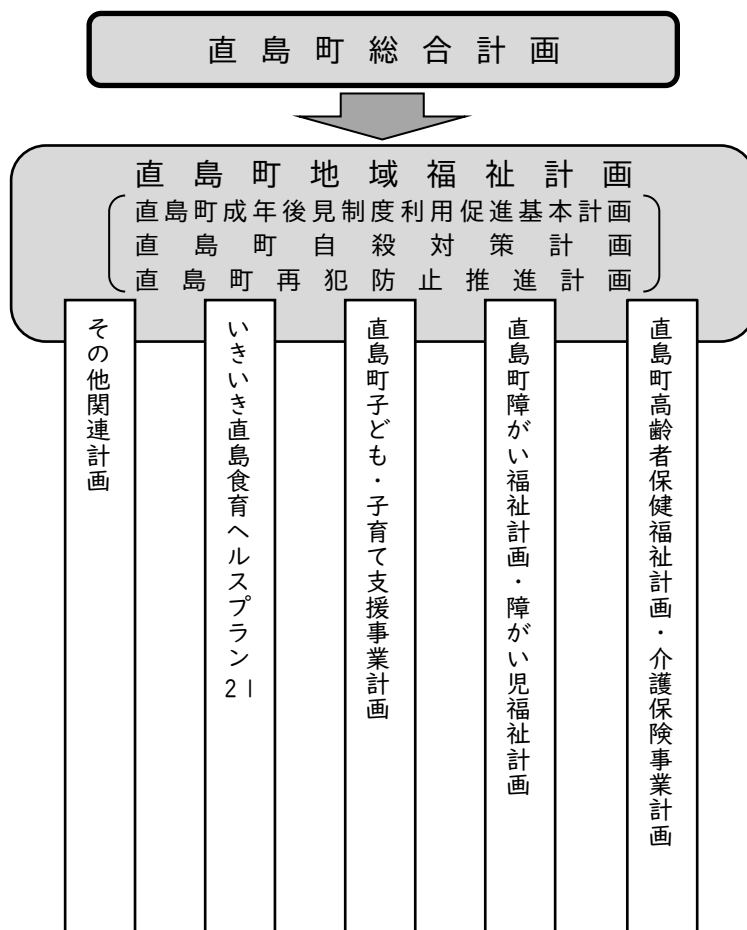 直島町総合計画
直島町地域福祉計画
直島町成年後見制度利用促進基本計画
直島町自殺対策計画
直島町再犯防止推進計画
直島町高齢者保健福祉計画・介護保険事業計画
直島町障がい福祉計画・障がい児福祉計画
直島町子ども・子育て支援事業計画
いきいき直島食育ヘルスプラン21
その他関連計画